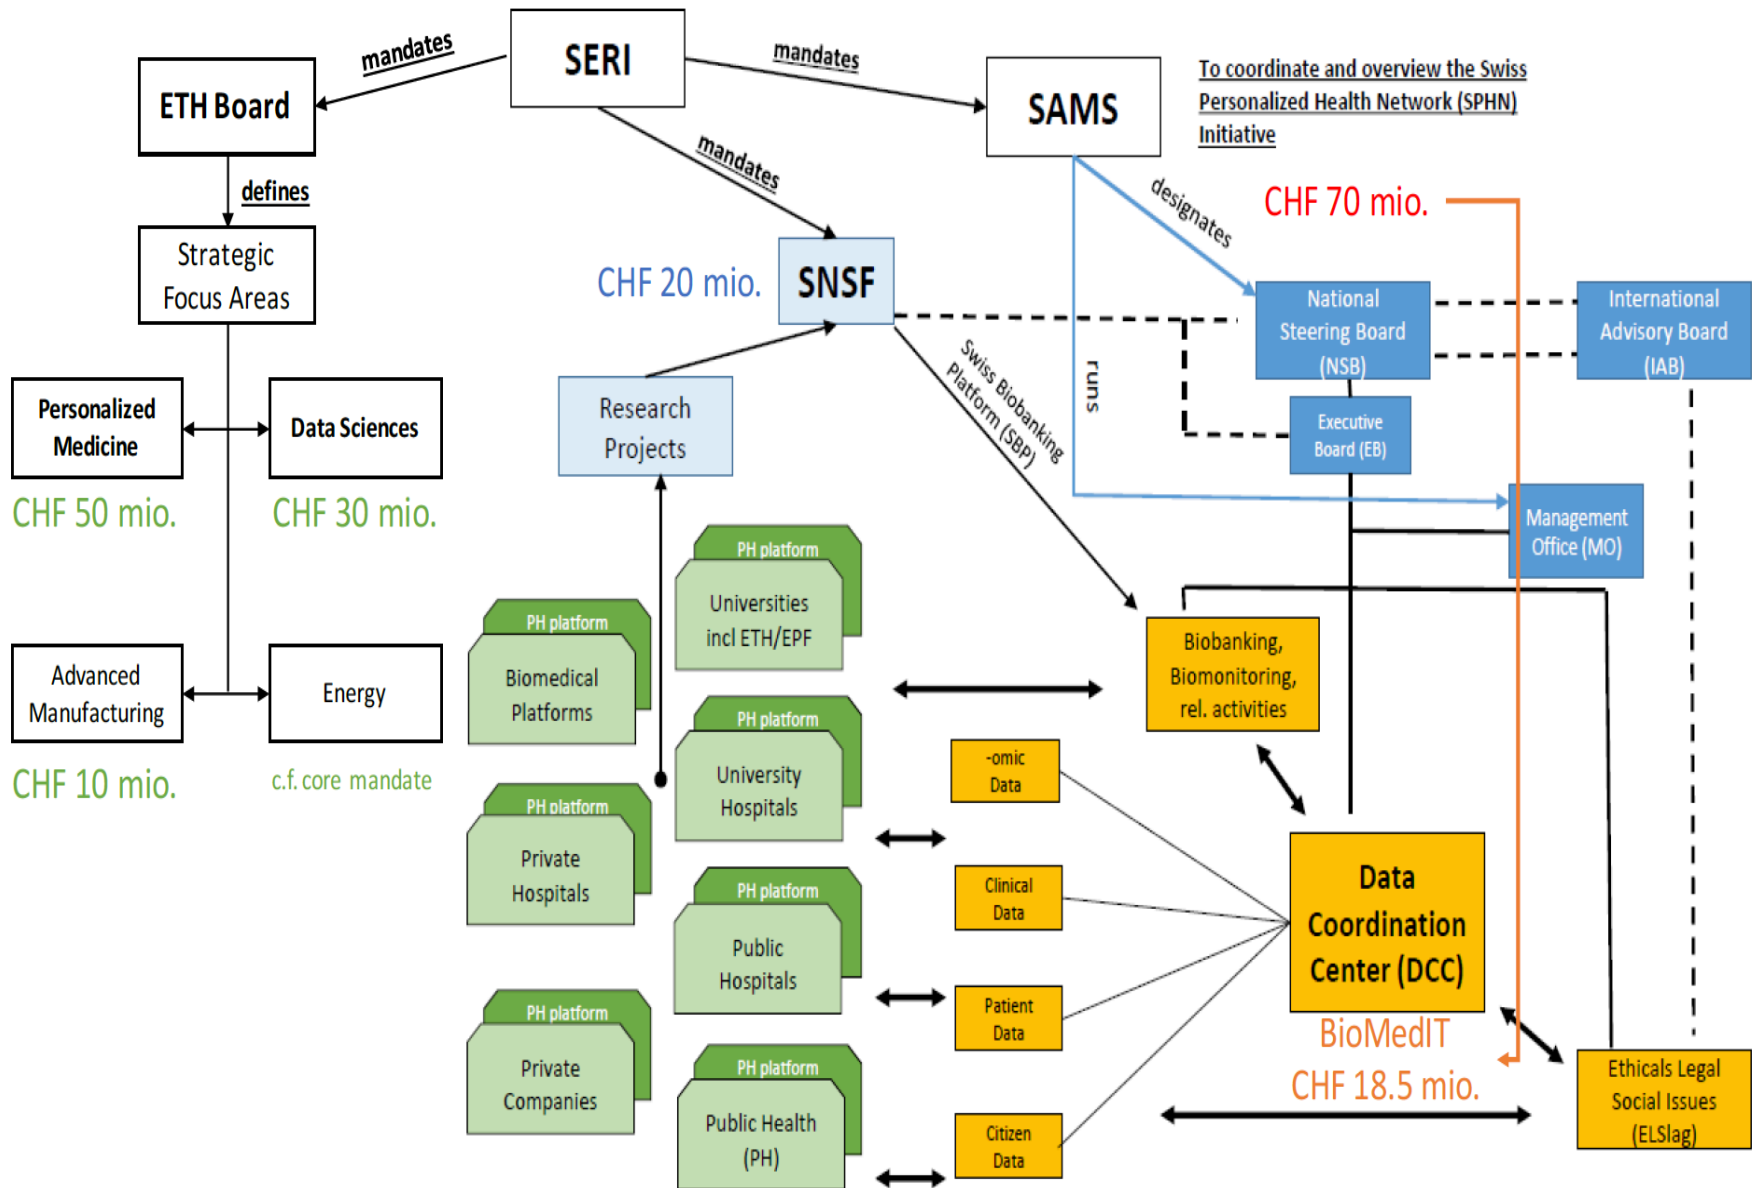 mandates
SERI
mandates
ETH Board
SAMS
To coordinate and overview the Swiss
Personalized Health Network (SPHN)
Initiative
mandates
defines
designates
CHF 70 mio.
Strategic
Focus Areas
CHF 20 mio.
SNSF
National
Steering Board
(NSB)
International
Advisory Board
(IAB)
Swiss Biobanking
Platform (SBP)
runs
Personalized
Medicine
Data Sciences
Research
Projects
Executive
Board (EB)
CHF 50 mio.
CHF 30 mio.
Management
Office (MO)
PH platform
Universities
incl ETH/EPF
PH platform
Biomedical
Platforms
Biobanking,
Biomonitoring,
rel. activities
Advanced
Manufacturing
Energy
CHF 10 mio.
c.f. core mandate
PH platform
University
Hospitals
-omic
Data
PH platform
Private
Hospitals
Clinical
Data
Data
Coordination
Center (DCC)
PH platform
Public
Hospitals
Patient
Data
PH platform
Private
Companies
BioMedIT
CHF 18.5 mio.
PH platform
Public Health
(PH)
Citizen
Data
Ethicals Legal
Social Issues
(ELSIag)